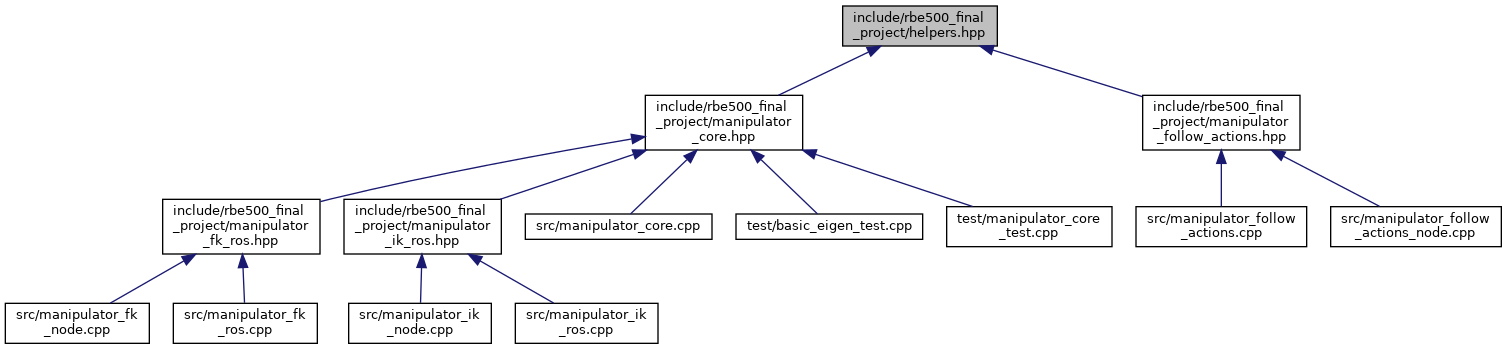 include/rbe500_final
_project/helpers.hpp
include/rbe500_final
_project/manipulator
_core.hpp
include/rbe500_final
_project/manipulator
_follow_actions.hpp
include/rbe500_final
_project/manipulator
_fk_ros.hpp
include/rbe500_final
_project/manipulator
_ik_ros.hpp
src/manipulator_core.cpp
test/basic_eigen_test.cpp
test/manipulator_core
_test.cpp
src/manipulator_follow
_actions.cpp
src/manipulator_follow
_actions_node.cpp
src/manipulator_fk
_node.cpp
src/manipulator_fk
_ros.cpp
src/manipulator_ik
_node.cpp
src/manipulator_ik
_ros.cpp